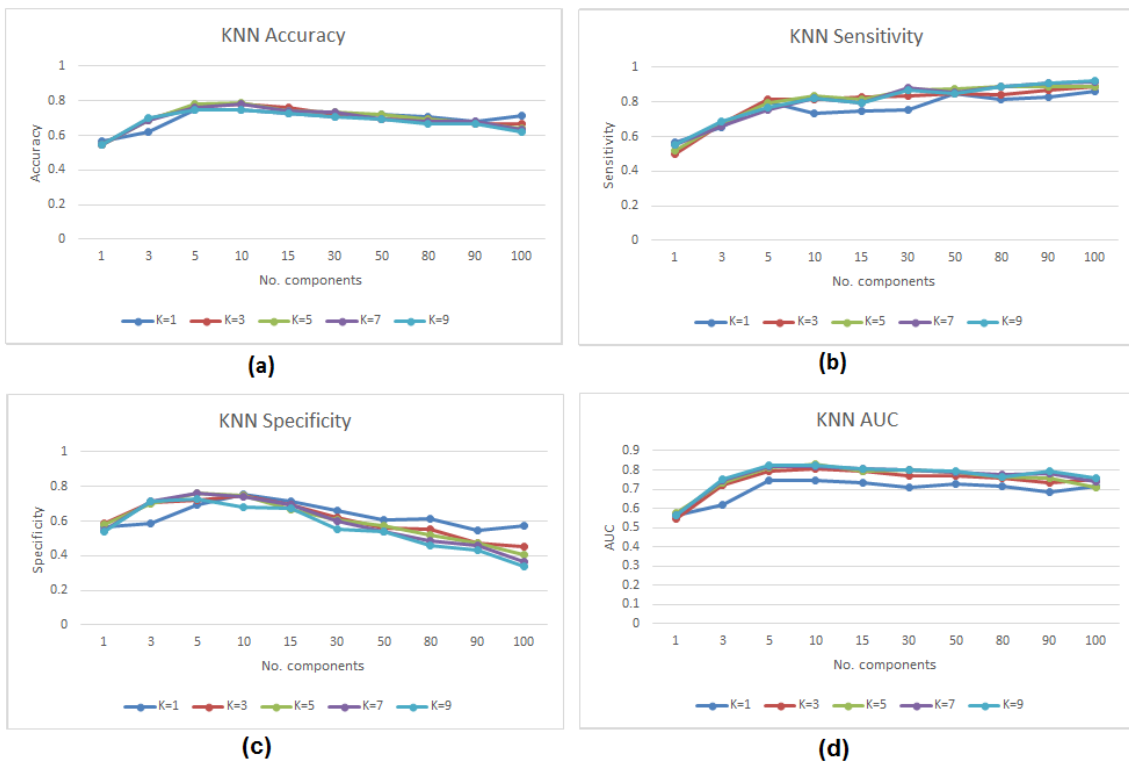 KNN Accuracy
1
0.8
0.6
0.4
0.2
0
Accuracy
1 3 5 10 15 30 50 80 90 100
No. components
K=1 K=3 K=5 K=7 K=9
(a)
KNN Sensitivity
1
0.8
0.6
0.4
0.2
0
Sensitivity
1 3 5 10 15 30 50 80 90 100
No. components
K=1 K=3 K=5 K=7 K=9
(b)
KNN Specificity
1
0.8
0.6
0.4
0.2
0
Specificity
1 3 5 10 15 30 50 80 90 100
No. components
K=1 K=3 K=5 K=7 K=9
(c)
KNN AUC
0.9
0.8
0.7
0.6
0.5
0.4
0.3
0.2
0.1
0
AUC
1 3 5 10 15 30 50 80 90 100
No. components
K=1 K=3 K=5 K=7 K=9
(d)